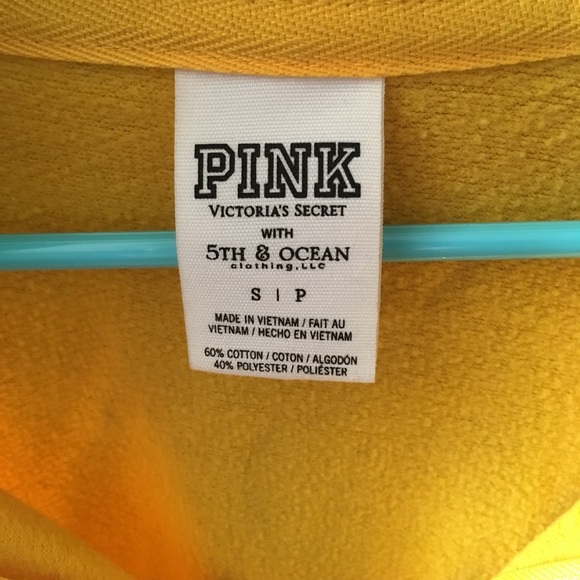 PINK
VICTORIA'S SECRET
WITH
5TH & OCEAN
clothing, LLC
S | P
MADE IN VIETNAM / FAIT AU
VIETNAM / HECHO EN VIETNAM
60% COTTON / COTON / ALGODÓN
40% POLYESTER / POLIÉSTER